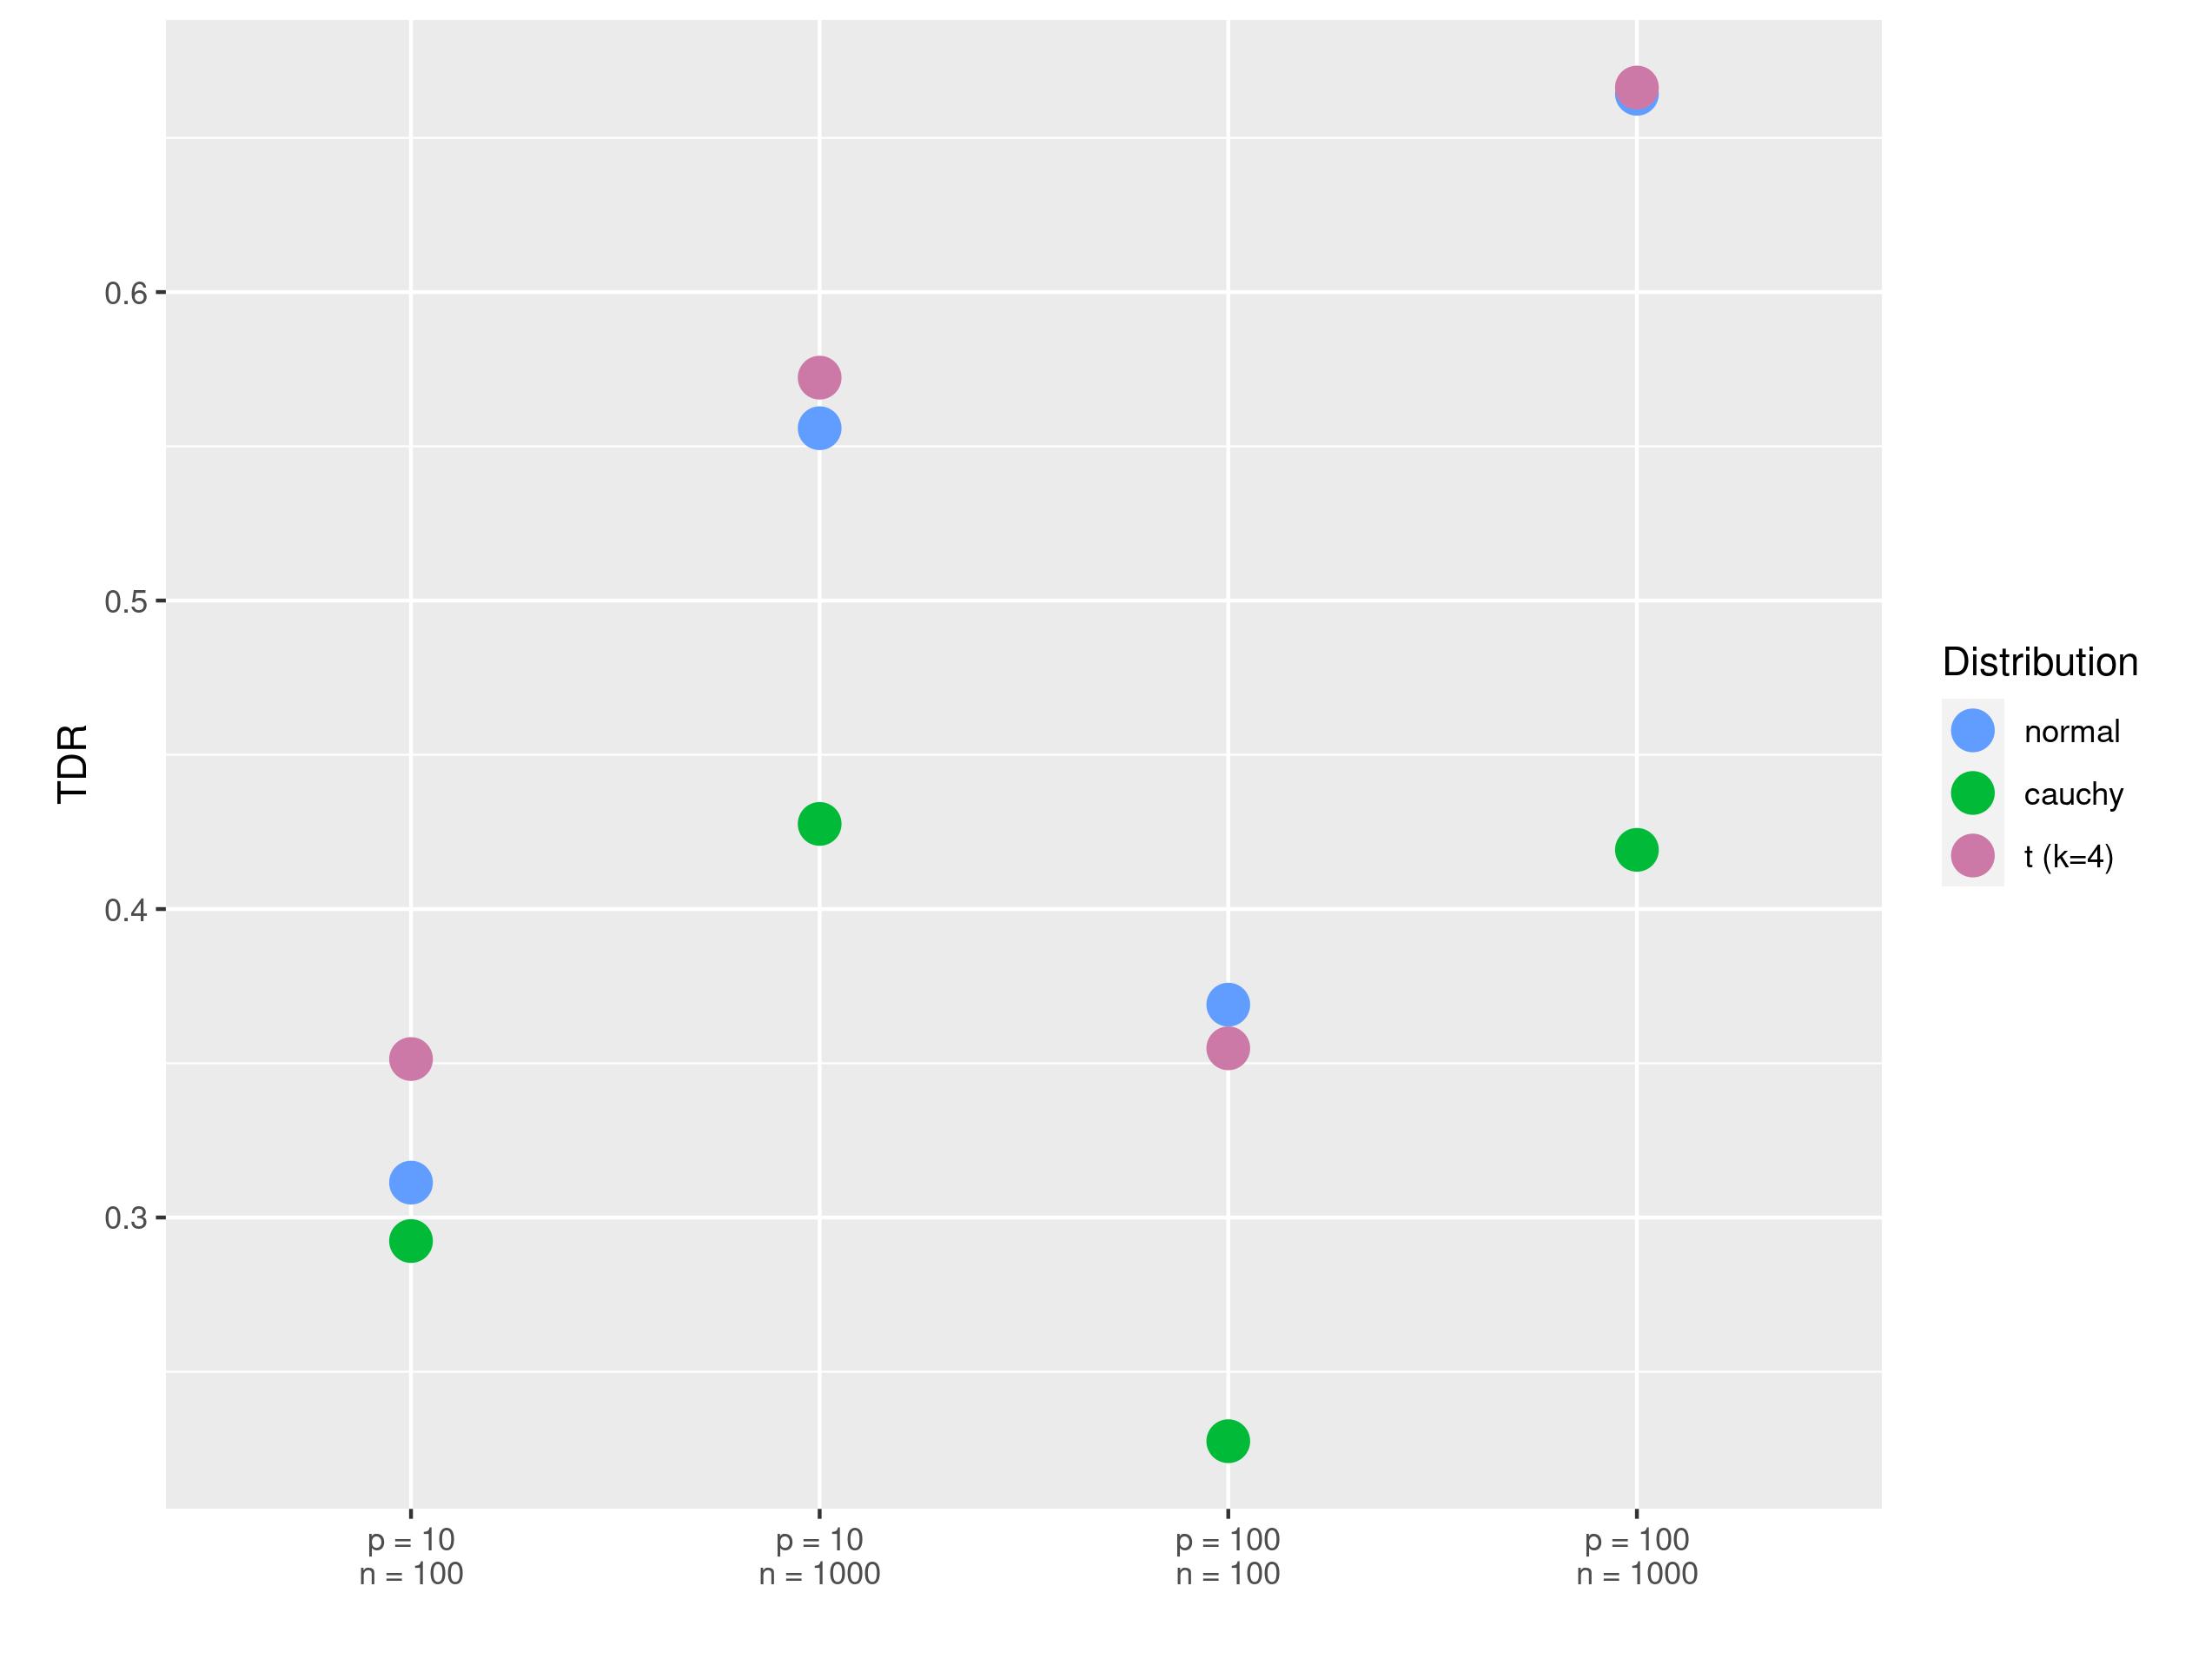 TDR
0.6
0.5
0.4
0.3
p = 10
n = 100
p = 10
n = 1000
p = 100
n = 100
p = 100
n = 1000
Distribution
normal
cauchy
t (k=4)